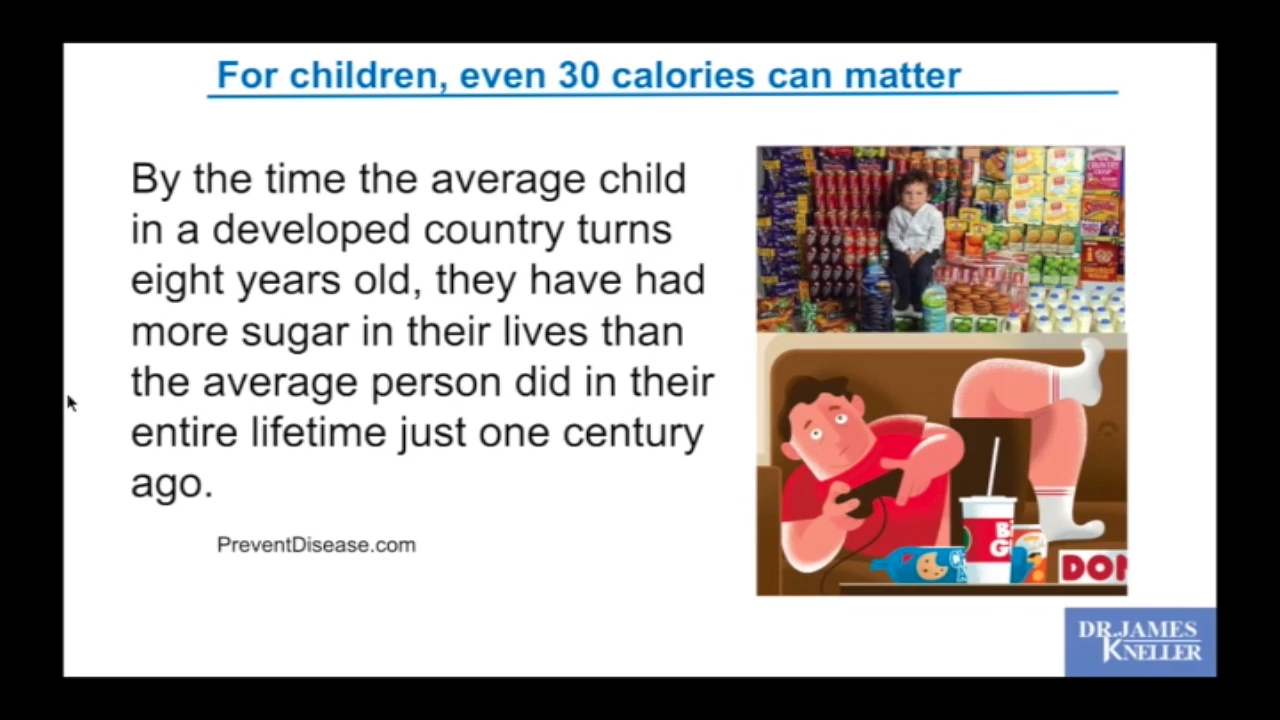 For children, even 30 calories can matter
By the time the average child
in a developed country turns
eight years old, they have had
more sugar in their lives than
the average person did in their
entire lifetime just one century
ago.
PreventDisease.com
DR.JAMES
KNELLER